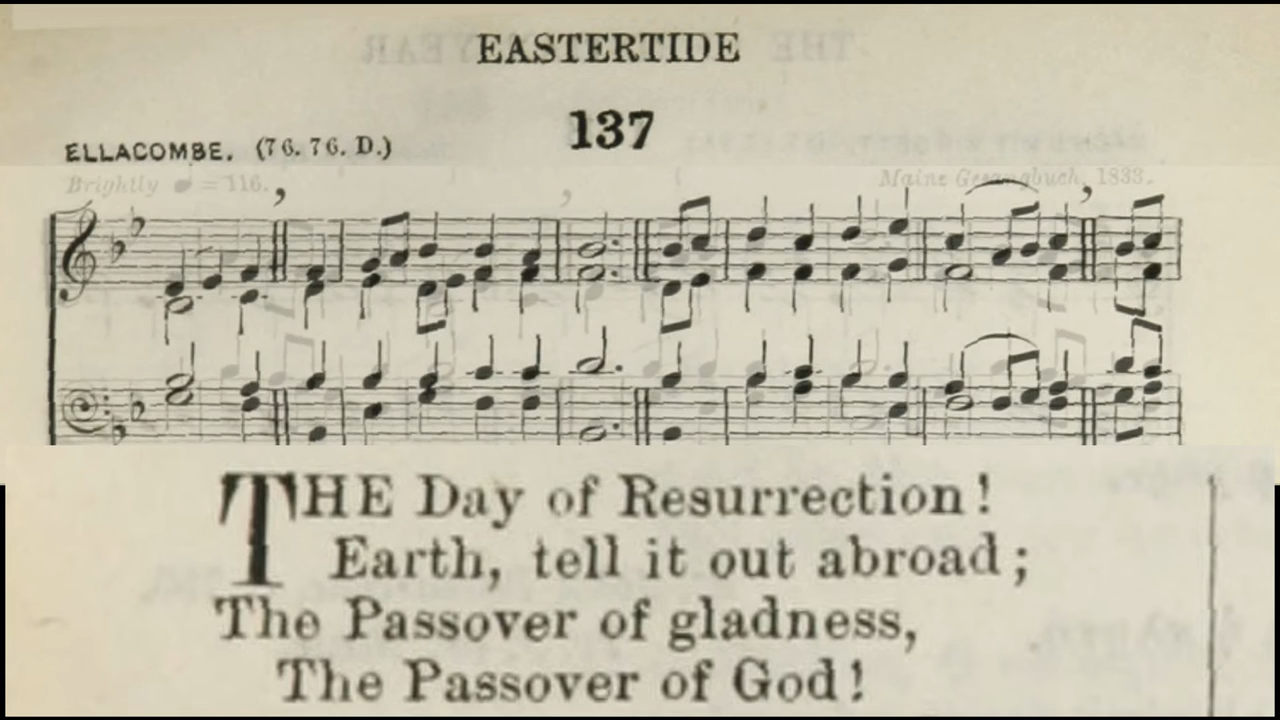 EASTERTIDE
137
ELLACOMBE. (76. 76. D.)
Brightly = 116.
Mainz Gesangbuch, 1833.
THE Day of Resurrection!
Earth, tell it out abroad;
The Passover of gladness,
The Passover of God!